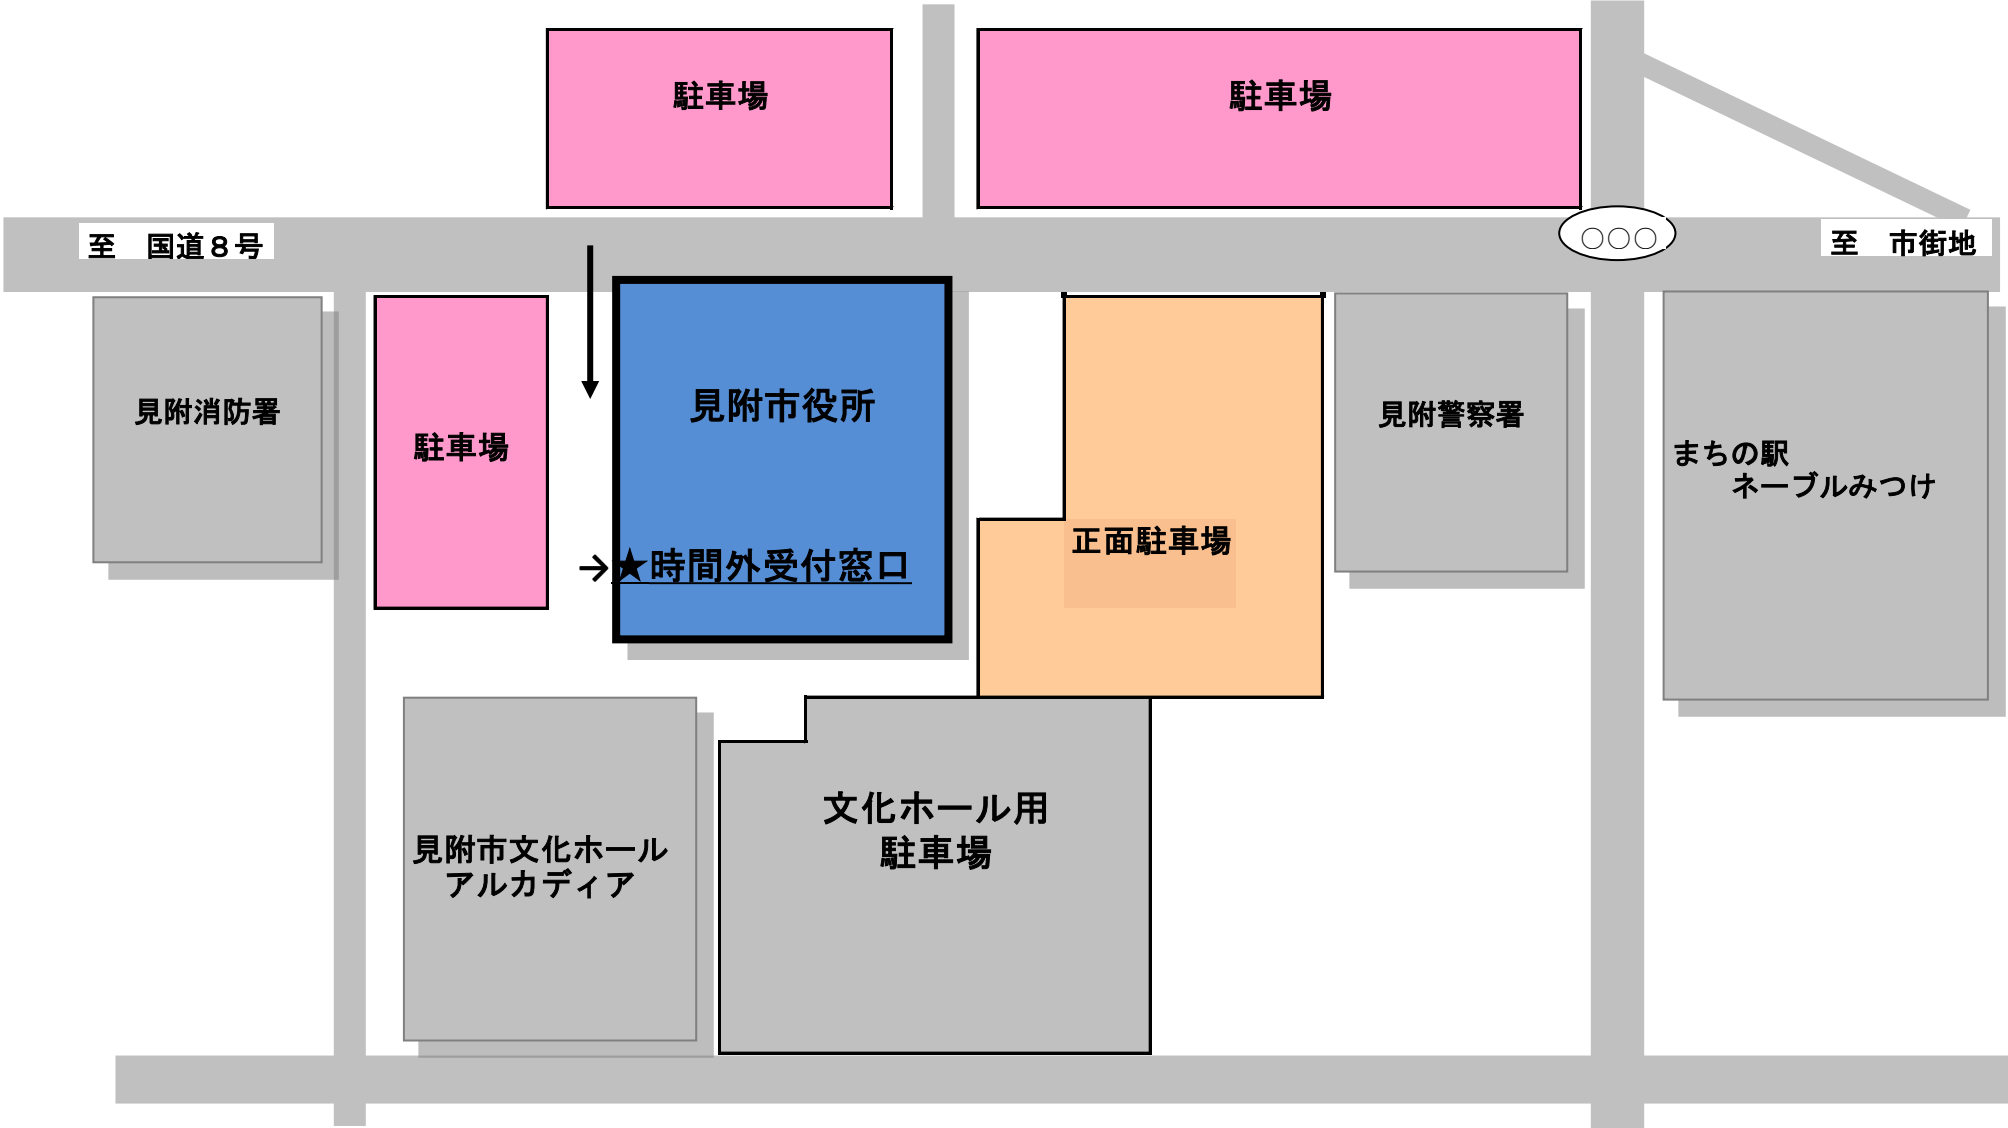 駐車場
駐車場
至　国道８号
○○○
至　市街地
見附消防署
駐車場
見附市役所
→★時間外受付窓口
正面駐車場
見附警察署
まちの駅
ネーブルみつけ
見附市文化ホール
アルカディア
文化ホール用
駐車場